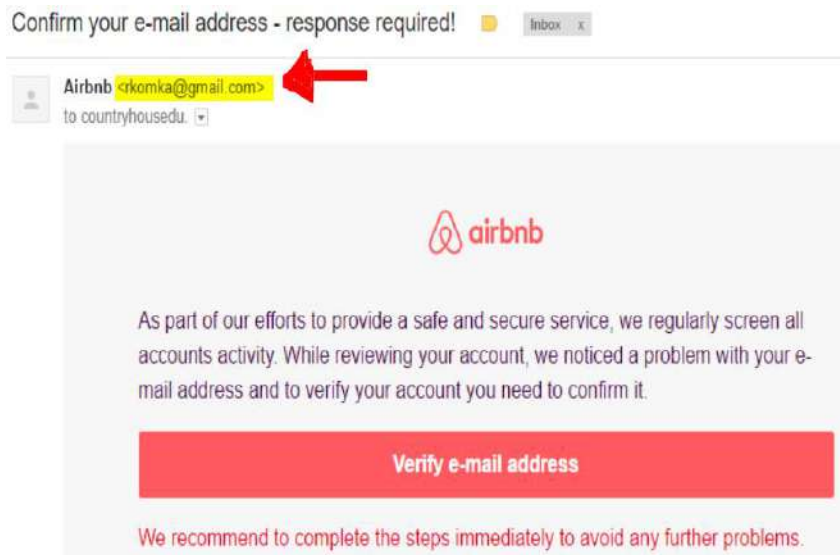 Confirm your e-mail address - response required!
Inbox x
Airbnb <rkomka@gmail.com>
to countryhousedu.
airbnb
As part of our efforts to provide a safe and secure service, we regularly screen all
accounts activity. While reviewing your account, we noticed a problem with your e-
mail address and to verify your account you need to confirm it.
Verify e-mail address
We recommend to complete the steps immediately to avoid any further problems.